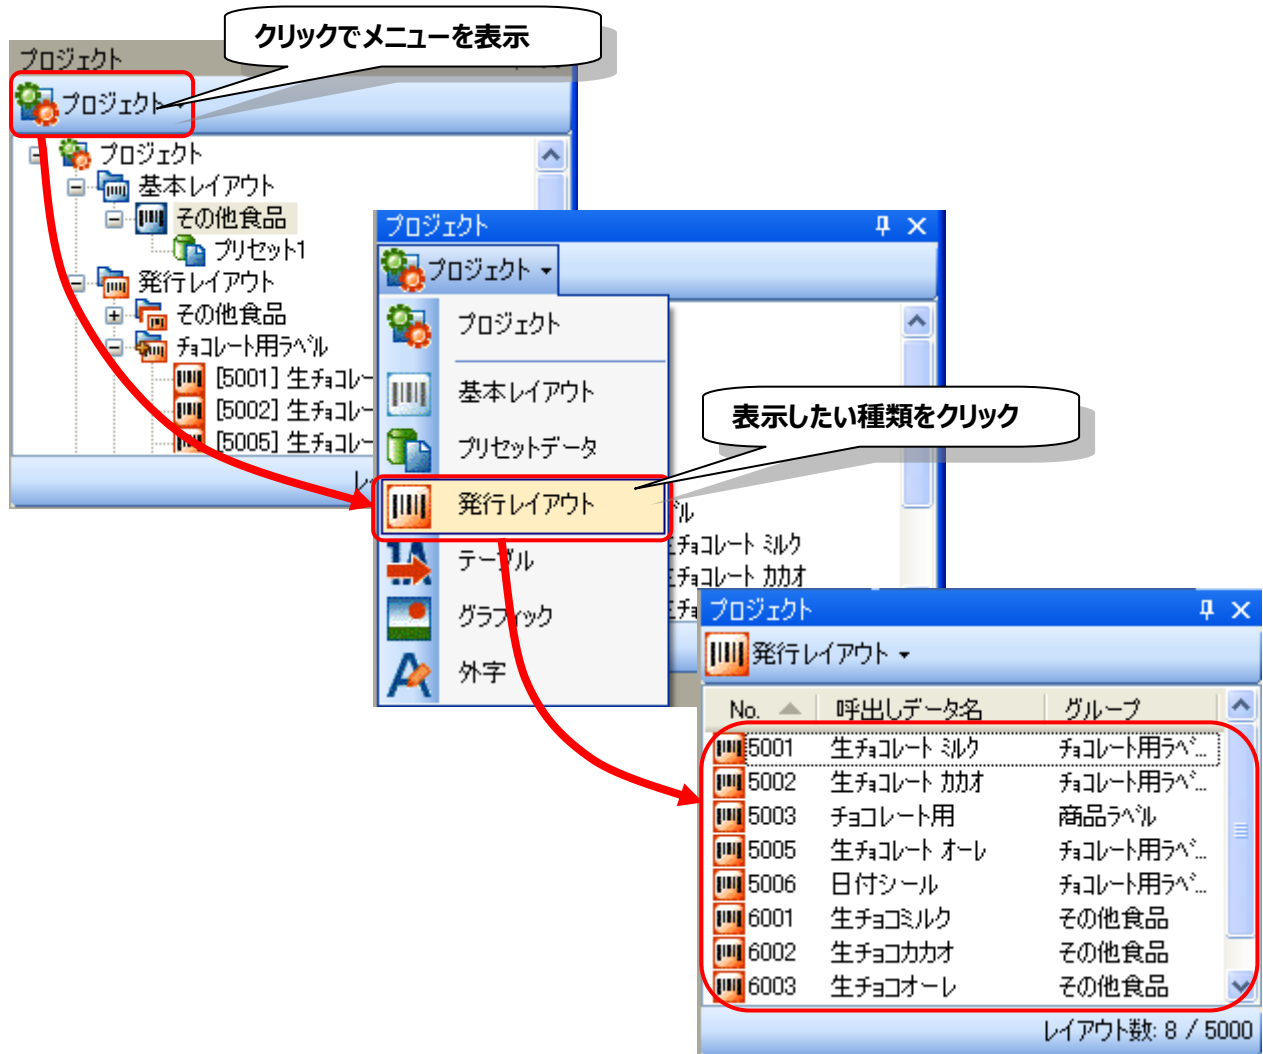 クリックでメニューを表示
プロジェクト
プロジェクト
プロジェクト
基本レイアウト
その他食品
プリセット1
発行レイアウト
その他食品
チョコレート用ラベル
[5001] 生チョコレー
[5002] 生チョコレー
[5005] 生チョコレー
レ
プロジェクト
プロジェクト
プロジェクト
基本レイアウト
プリセットデータ
発行レイアウト
テーブル
グラフィック
外字
表示したい種類をクリック
ベル
生チョコレート ミルク
生チョコレート カカオ
生チョ
プロジェクト
発行レイアウト
No. 呼出しデータ名 グループ
5001 生チョコレート ミルク チョコレート用ラベ...
5002 生チョコレート カカオ チョコレート用ラベ...
5003 チョコレート用 商品ラベル
5005 生チョコレート オーレ チョコレート用ラベ...
5006 日付シール チョコレート用ラベ...
6001 生チョコミルク その他食品
6002 生チョコカカオ その他食品
6003 生チョコオーレ その他食品
レイアウト数: 8 / 5000